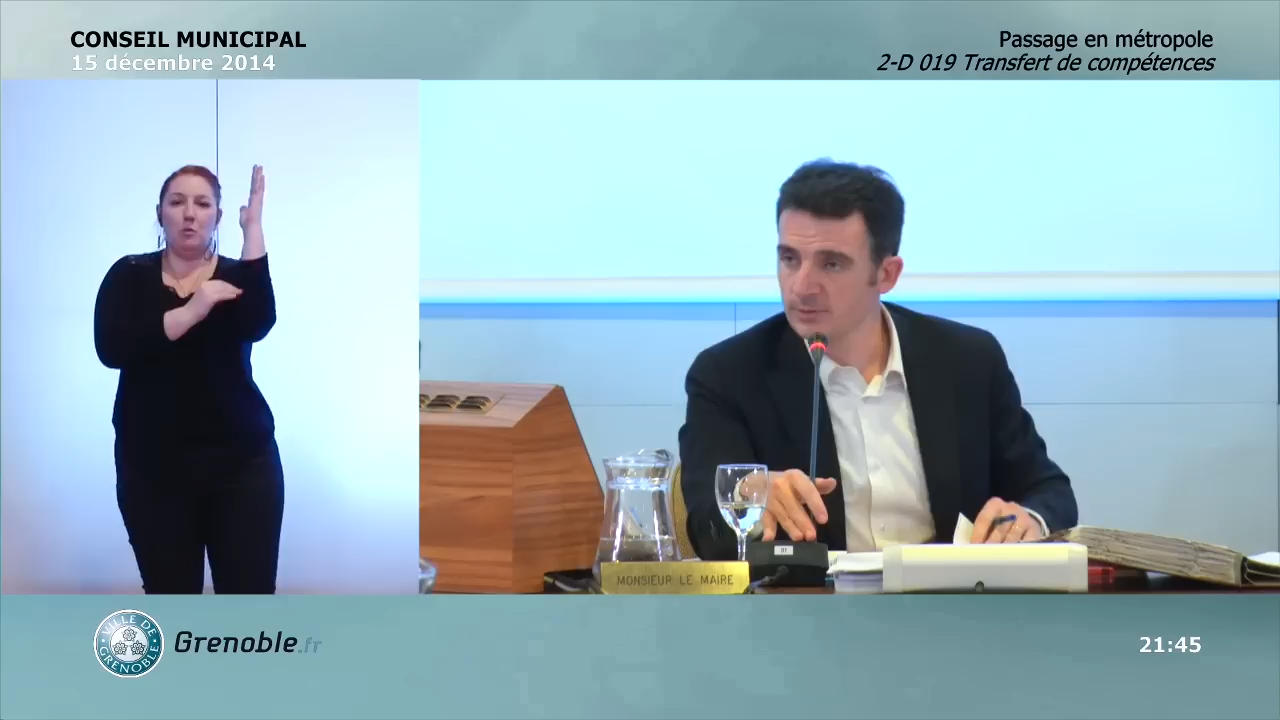 CONSEIL MUNICIPAL
15 décembre 2014
Passage en métropole
2-D 019 Transfert de compétences
MONSIEUR LE MAIRE
VILLE DE GRENOBLE
Grenoble.fr
21:45